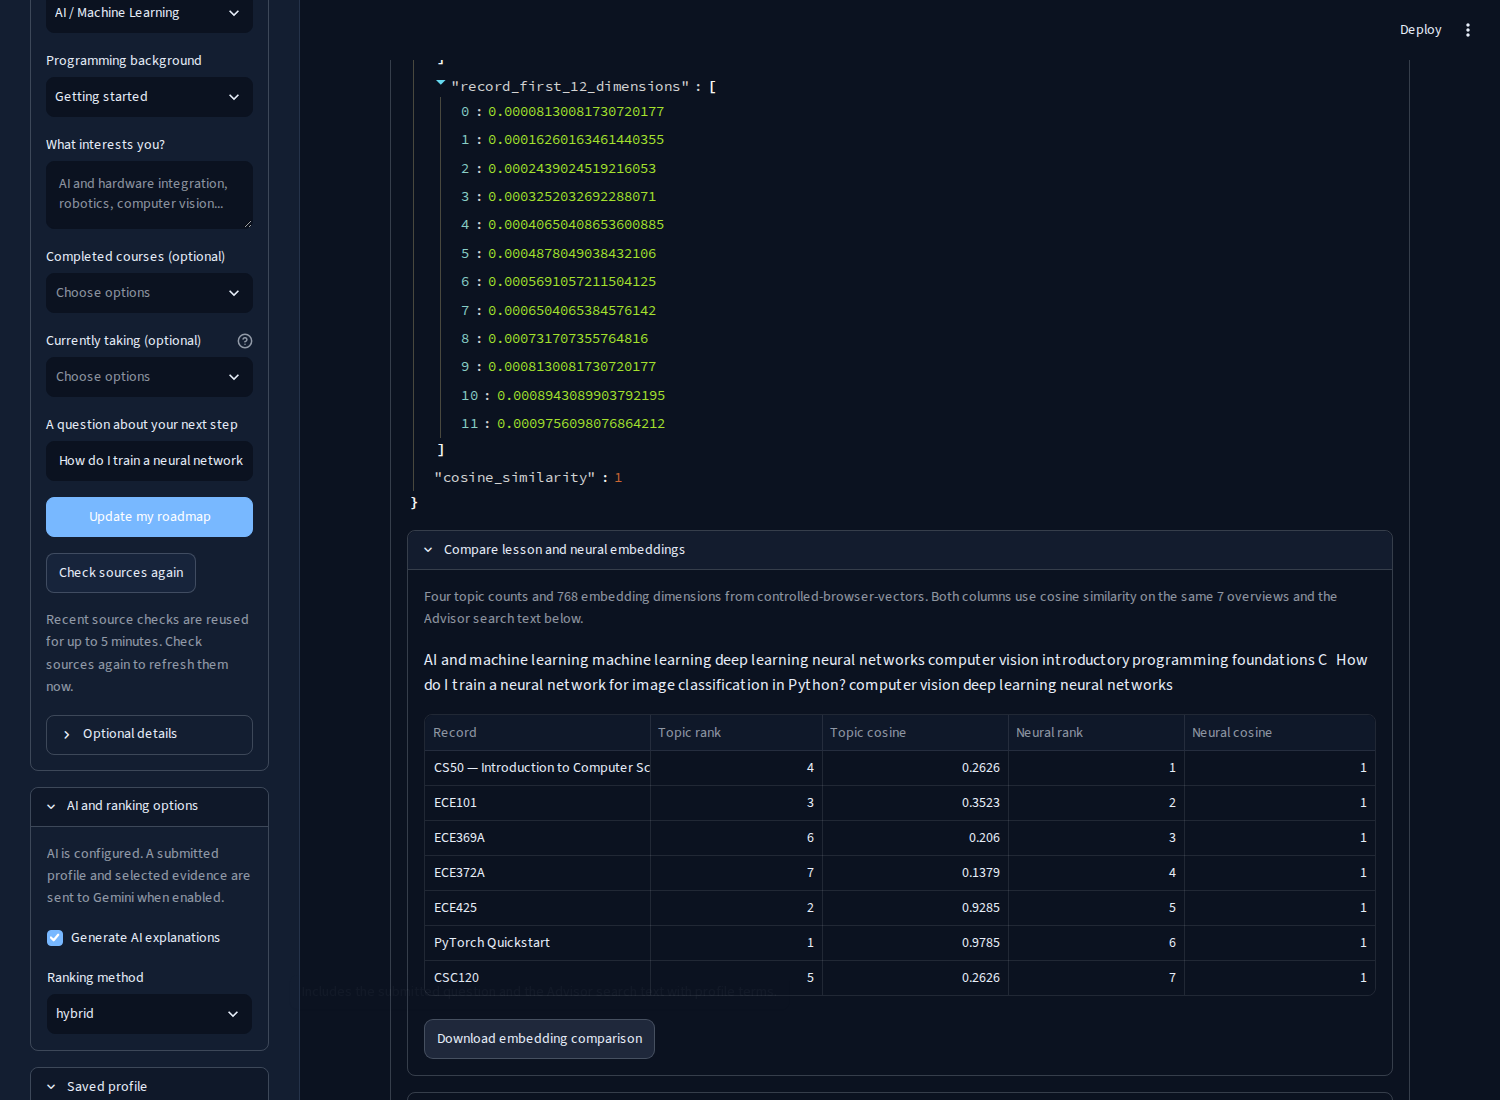 AI / Machine Learning
Programming background
Getting started
What interests you?
AI and hardware integration,
robotics, computer vision...
Completed courses (optional)
Choose options
Currently taking (optional)
Choose options
A question about your next step
How do I train a neural network
Update my roadmap
Check sources again
Recent source checks are reused
for up to 5 minutes. Check
sources again to refresh them
now.
Optional details
AI and ranking options
AI is configured. A submitted
profile and selected evidence are
sent to Gemini when enabled.
Generate AI explanations
Ranking method
hybrid
Saved profile
Deploy
]
"record_first_12_dimensions" : [
0 : 0.00008130081730720177
1 : 0.00016260163461440355
2 : 0.0002439024519216053
3 : 0.0003252032692288071
4 : 0.00040650408653600885
5 : 0.0004878049038432106
6 : 0.0005691057211504125
7 : 0.0006504065384576142
8 : 0.000731707355764816
9 : 0.0008130081730720177
10 : 0.0008943089903792195
11 : 0.0009756098076864212
]
"cosine_similarity" : 1
}
Compare lesson and neural embeddings
Four topic counts and 768 embedding dimensions from controlled-browser-vectors. Both columns use cosine similarity on the same 7 overviews and the
Advisor search text below.
AI and machine learning machine learning deep learning neural networks computer vision introductory programming foundations C How
do I train a neural network for image classification in Python? computer vision deep learning neural networks
Record Topic rank Topic cosine Neural rank Neural cosine
CS50 — Introduction to Computer Sc 4 0.2626 1 1
ECE101 3 0.3523 2 1
ECE369A 6 0.206 3 1
ECE372A 7 0.1379 4 1
ECE425 2 0.9285 5 1
PyTorch Quickstart 1 0.9785 6 1
CSC120 5 0.2626 7 1
includes the submitted question and the Advisor search text with profile terms.
Download embedding comparison